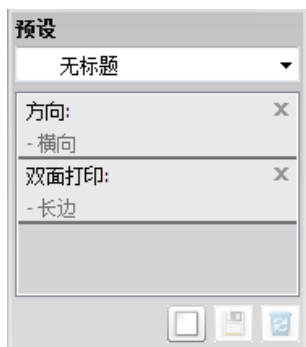 预设
无标题
方向:
- 横向
双面打印:
- 长边